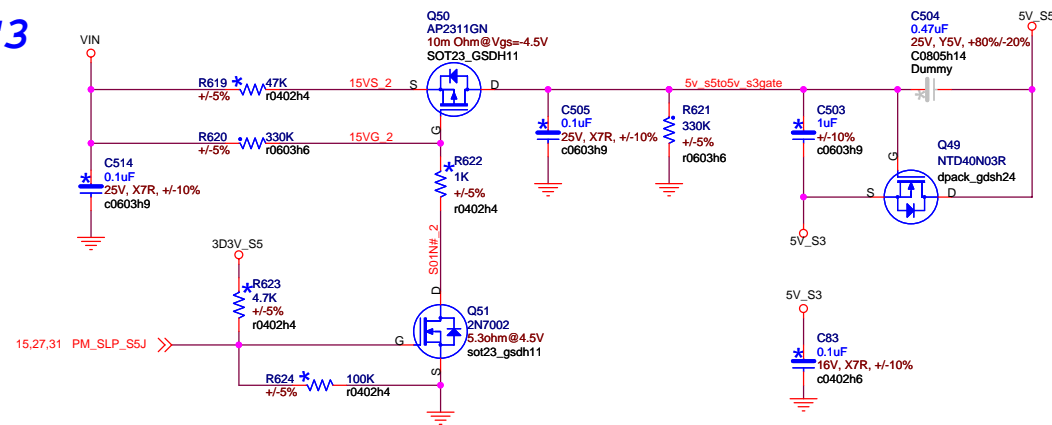 13
VIN
R619 * 47K
+/-5% r0402h4
15VS_2
Q50
AP2311GN
10m Ohm@Vgs=-4.5V
SOT23_GSDH11
S
D
G
R620 330K
+/-5% r0603h6
15VG_2
C514
* 0.1uF
25V, X7R, +/-10%
c0603h9
* R622
1K
+/-5%
r0402h4
S01N#_2
C505
* 0.1uF
25V, X7R, +/-10%
c0603h9
5v_s5to5v_s3gate
* R621
330K
+/-5%
r0603h6
C503
* 1uF
+/-10%
c0603h9
C504
0.47uF
25V, Y5V, +80%/-20%
C0805h14
Dummy
*
5V_S5
Q49
NTD40N03R
dpack_gdsh24
G
S
D
5V_S3
3D3V_S5
* R623
4.7K
+/-5%
r0402h4
15,27,31 PM_SLP_S5J
R624 * 100K
+/-5% r0402h4
D
G
S
Q51
2N7002
5.3ohm@4.5V
sot23_gsdh11
5V_S3
C83
* 0.1uF
16V, X7R, +/-10%
c0402h6